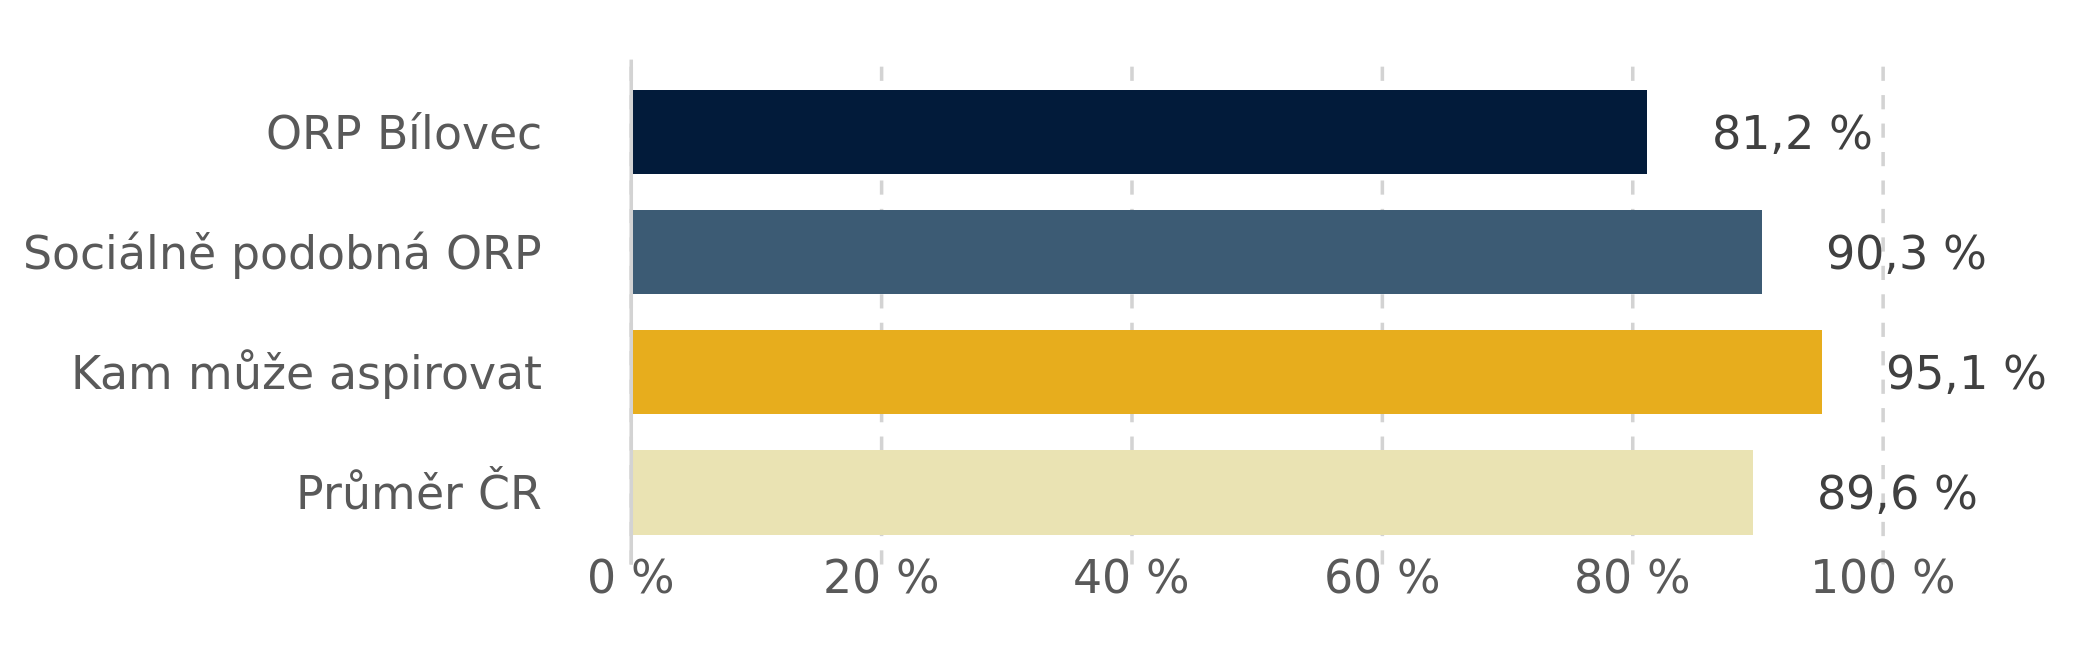 ORP Bílovec 81,2 %
Sociálně podobná ORP 90,3 %
Kam může aspirovat 95,1 %
Průměr ČR 89,6 %
0 % 20 % 40 % 60 % 80 % 100 %